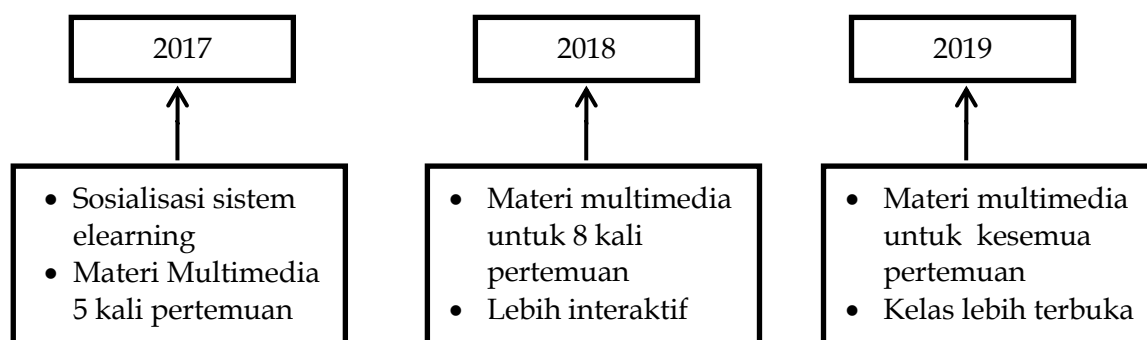 2017
2018
2019
• Sosialisasi sistem
elearning
• Materi Multimedia
5 kali pertemuan
• Materi multimedia
untuk 8 kali
pertemuan
• Lebih interaktif
• Materi multimedia
untuk kesemua
pertemuan
• Kelas lebih terbuka